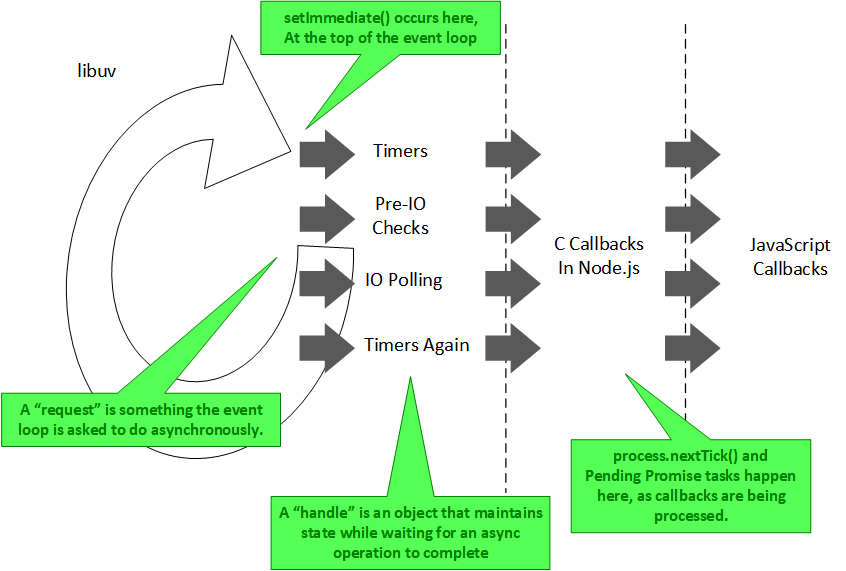 setImmediate() occurs here,
At the top of the event loop
libuv
Timers
Pre-IO
Checks
IO Polling
Timers Again
C Callbacks
In Node.js
JavaScript
Callbacks
A “request” is something the event
loop is asked to do asynchronously.
A “handle” is an object that maintains
state while waiting for an async
operation to complete
process.nextTick() and
Pending Promise tasks happen
here, as callbacks are being
processed.